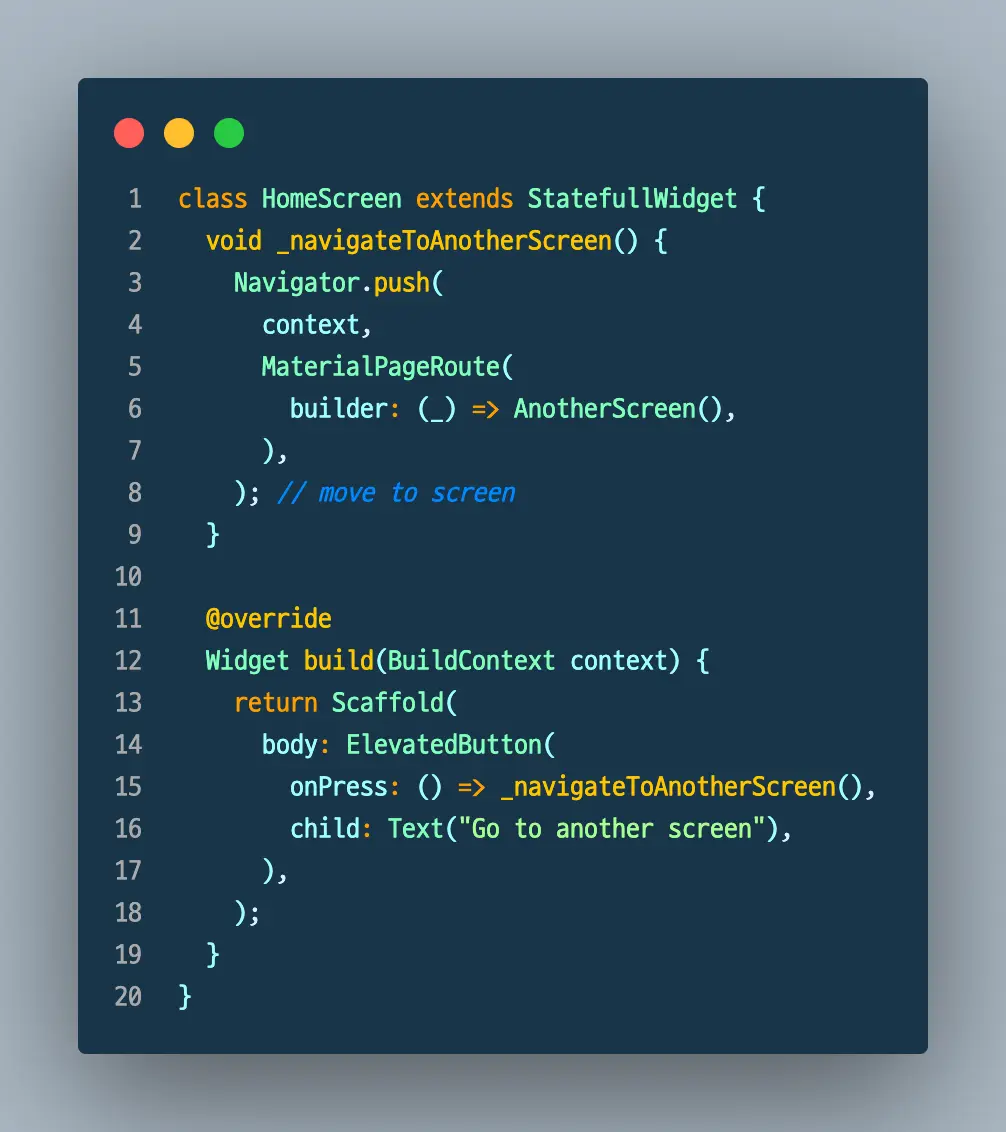 1 class HomeScreen extends StatefullWidget {
2   void _navigateToAnotherScreen() {
3     Navigator.push(
4       context,
5       MaterialPageRoute(
6         builder: (_) => AnotherScreen(),
7       ),
8     ); // move to screen
9   }
10
11   @override
12   Widget build(BuildContext context) {
13     return Scaffold(
14       body: ElevatedButton(
15         onPress: () => _navigateToAnotherScreen(),
16         child: Text("Go to another screen"),
17       ),
18     );
19   }
20 }